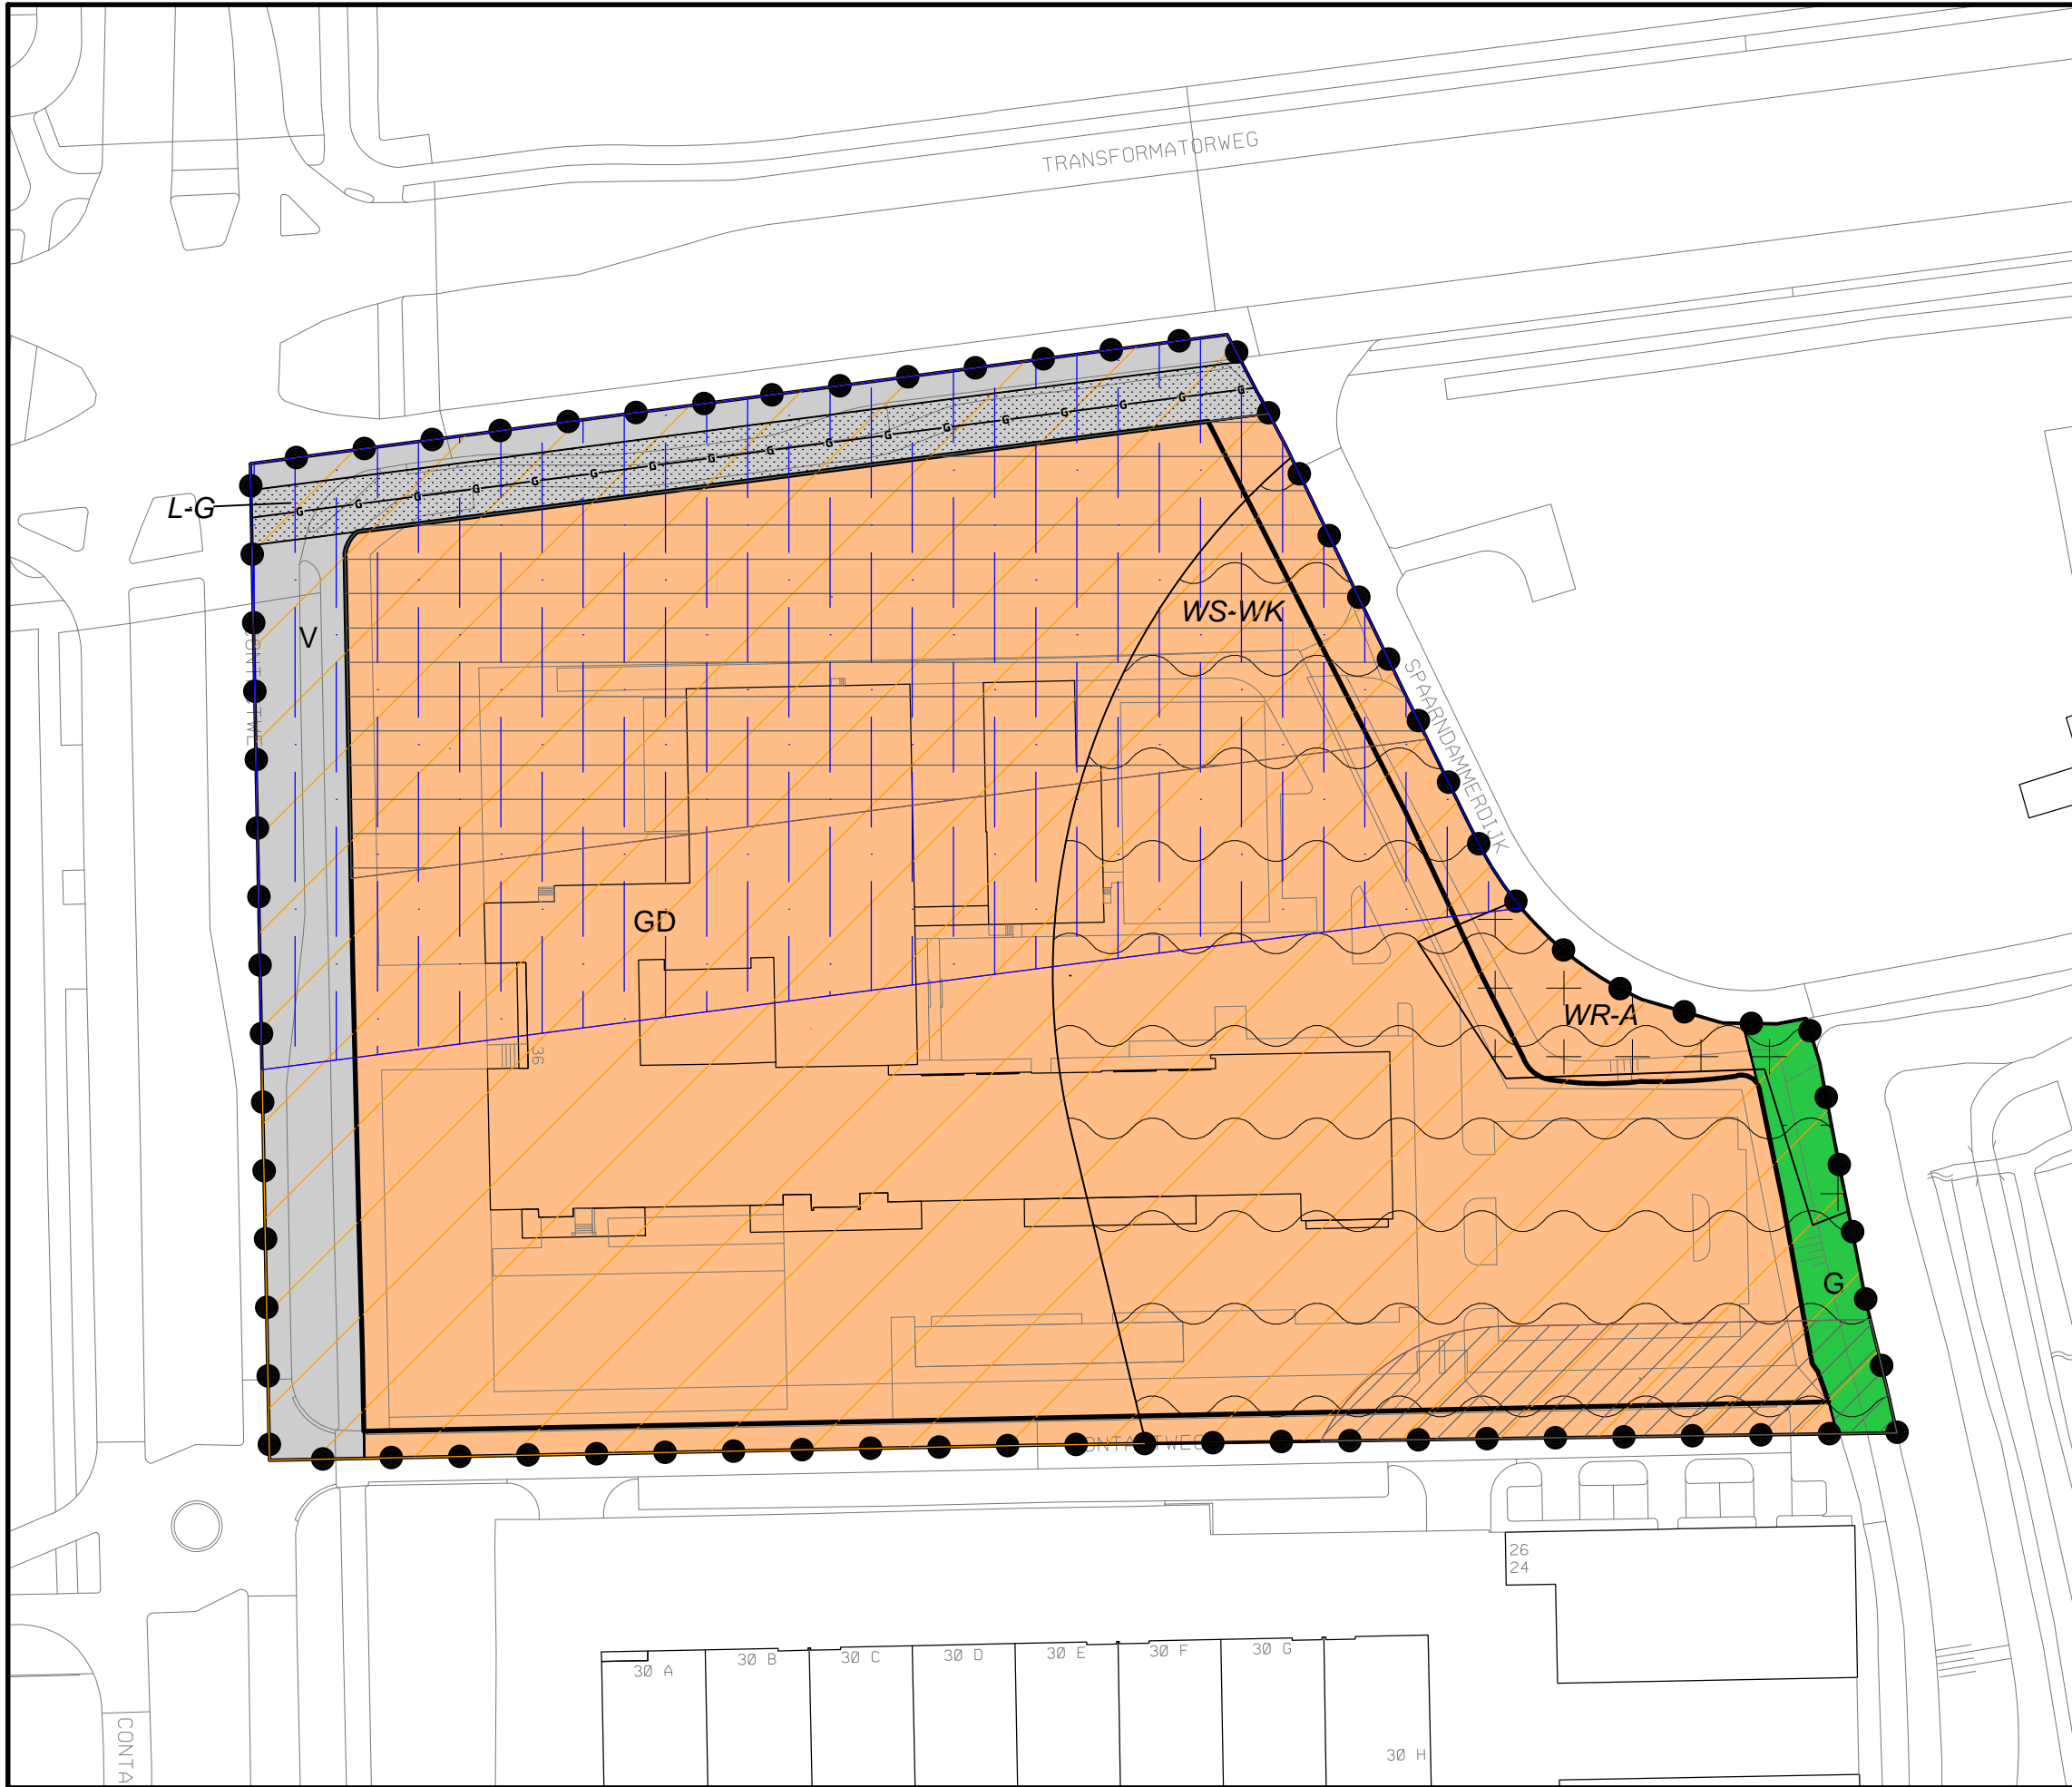 TRANSFORMATORWEG
G G G G G G G G G G G G G G G G G
L-G
WS-WK
V
SPAARNDAMMERDIJK
GD
WR-A
36
G
26
24
30 A
30 B
30 C
30 D
30 E
30 F
30 G
30 H
CONTA